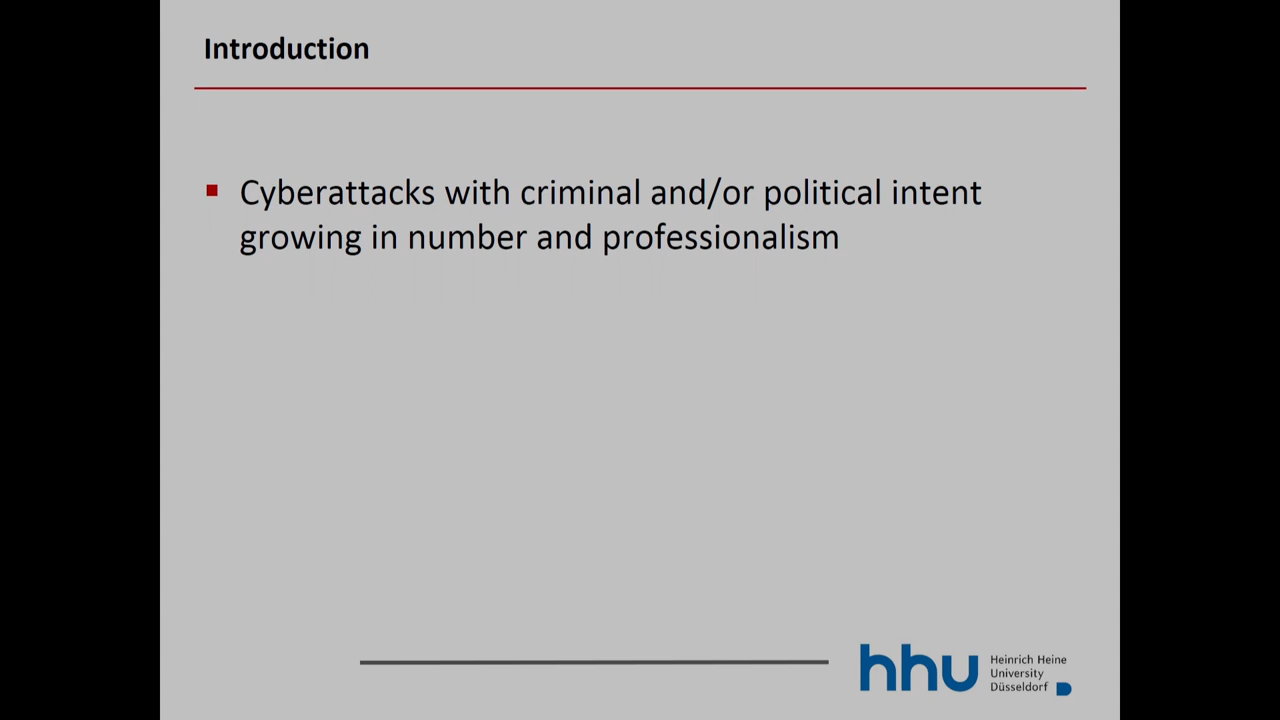 Introduction
Cyberattacks with criminal and/or political intent
growing in number and professionalism
hhu
Heinrich Heine
University
Düsseldorf